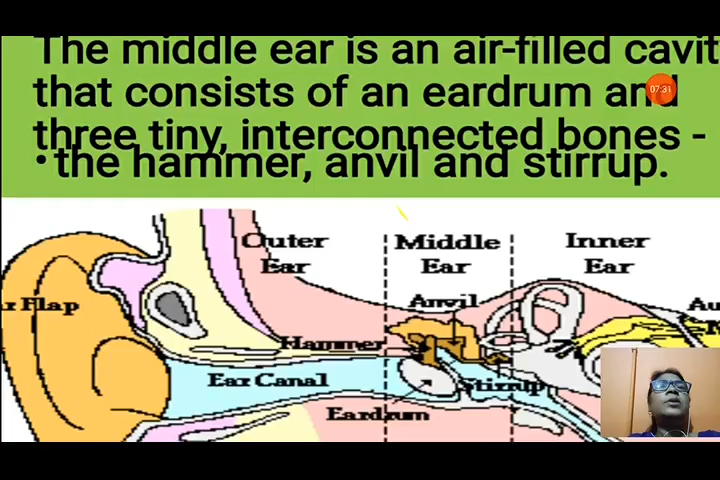 The middle ear is an air-filled cavit
that consists of an eardrum and
07:31
three tiny, interconnected bones -
• the hammer, anvil and stirrup.
Outer Ear
Middle Ear
Inner Ear
Anvil
Au
r Flap
Hammer
Ear Canal
Stirrup
Eardrum